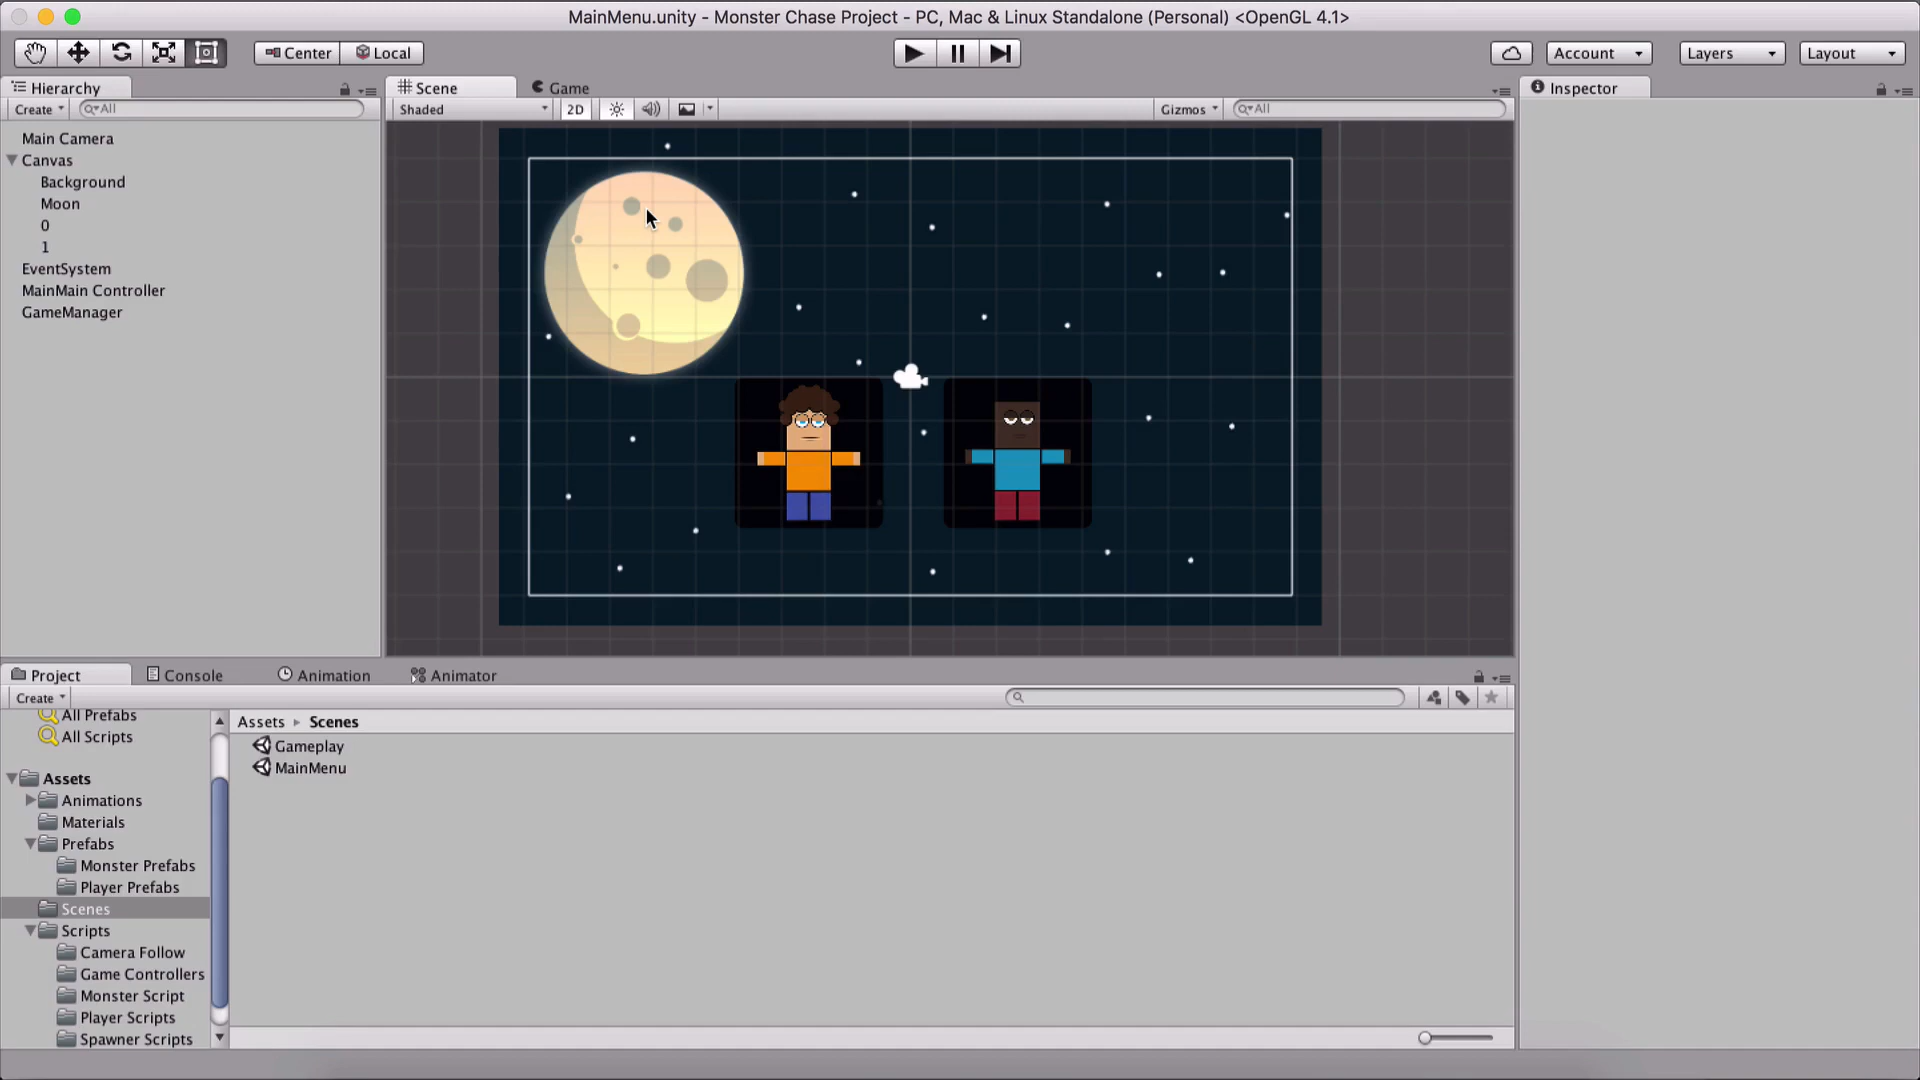 MainMenu.unity - Monster Chase Project - PC, Mac & Linux Standalone (Personal) <OpenGL 4.1>
Center Local Account Layers Layout
Hierarchy Scene Game Inspector
Create All Shaded 2D Gizmos All
Main Camera
Canvas
Background
Moon
0
1
EventSystem
MainMain Controller
GameManager
Project Console Animation Animator
Create
All Prefabs
All Scripts
Assets
Animations
Materials
Prefabs
Monster Prefabs
Player Prefabs
Scenes
Scripts
Camera Follow
Game Controllers
Monster Script
Player Scripts
Spawner Scripts
Assets Scenes
Gameplay
MainMenu